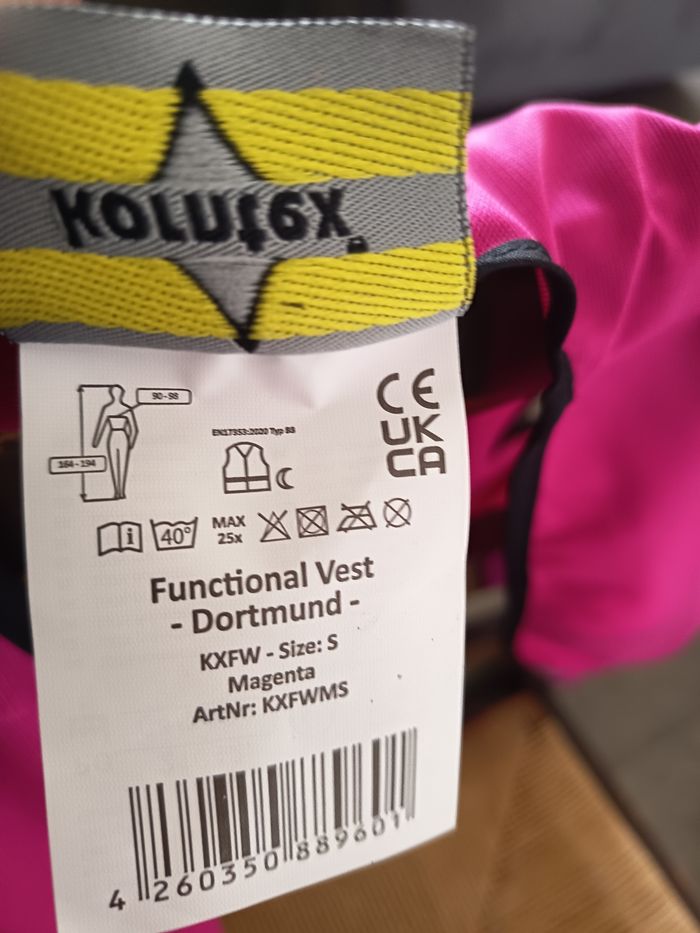 korntex®
90-98
164-194
EN17353:2020 Typ B3
CE
UK
CA
i
40°
MAX
25x
Functional Vest
- Dortmund -
KXFW - Size: S
Magenta
ArtNr: KXFWMS
4 260350 889601